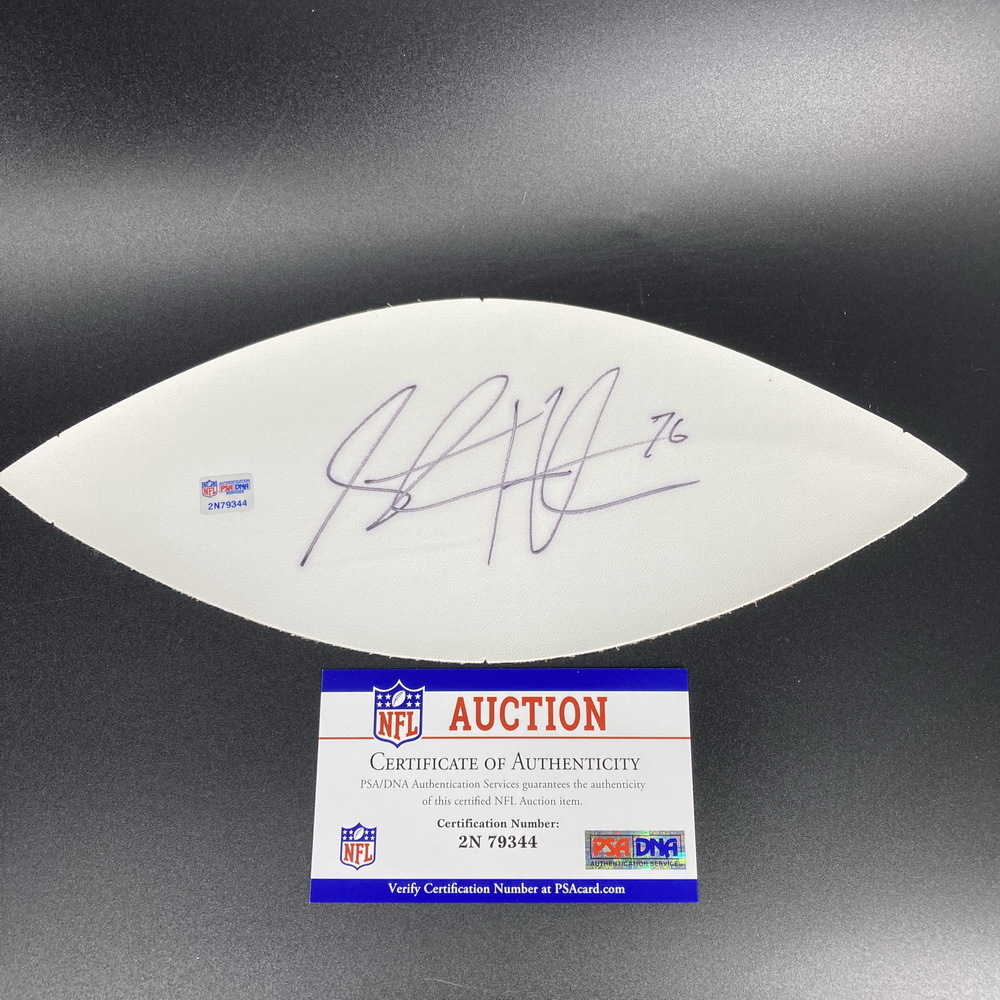 76
NFL
AUTHENTICATION
PSA DNA
SERVICES
2N79344
NFL
AUCTION
CERTIFICATE OF AUTHENTICITY
PSA/DNA Authentication Services guarantees the authenticity
of this certified NFL Auction item.
Certification Number:
2N 79344
NFL
PSA DNA
AUTHENTICATION SERVICES
Verify Certification Number at PSAcard.com